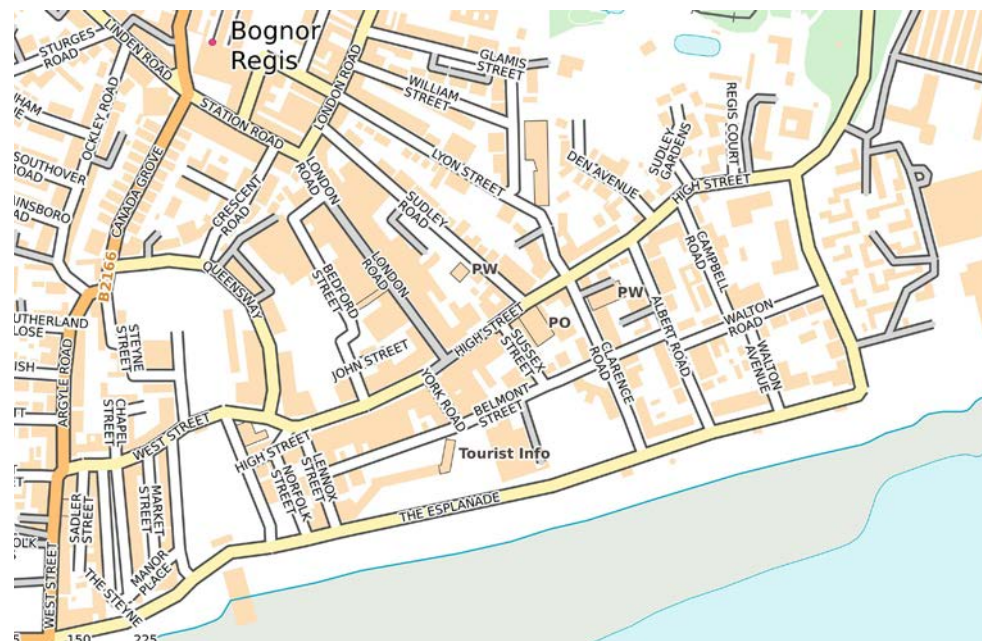 LINDEN ROAD
STURGES
ROAD
Bognor
Regis
LONDON ROAD
GLAMIS
STREET
WILLIAM
STREET
OCKLEY ROAD
STATION ROAD
LYON STREET
REGIS COURT
SUDLEY
GARDENS
DEN AVENUE
SOUTHOVER
ROAD
CANADA GROVE
CRESCENT
ROAD
LONDON
ROAD
SUDLEY
ROAD
HIGH STREET
B2166
QUEENSWAY
BEDFORD
STREET
LONDON
ROAD
PW
PW
CAMPBELL
ROAD
ALBERT ROAD
WALTON
ROAD
WALTON
AVENUE
STEYNE
STREET
ARGYLE ROAD
JOHN STREET
HIGH STREET
PO
SUSSEX
STREET
CLARENCE
ROAD
YORK ROAD
BELMONT
STREET
CHAPEL
STREET
WEST STREET
HIGH STREET
NORFOLK
STREET
LENNOX
STREET
Tourist Info
THE ESPLANADE
SADLER
STREET
MARKET
STREET
MANOR
PLACE
THE STEYNE
WEST STREET
150
225